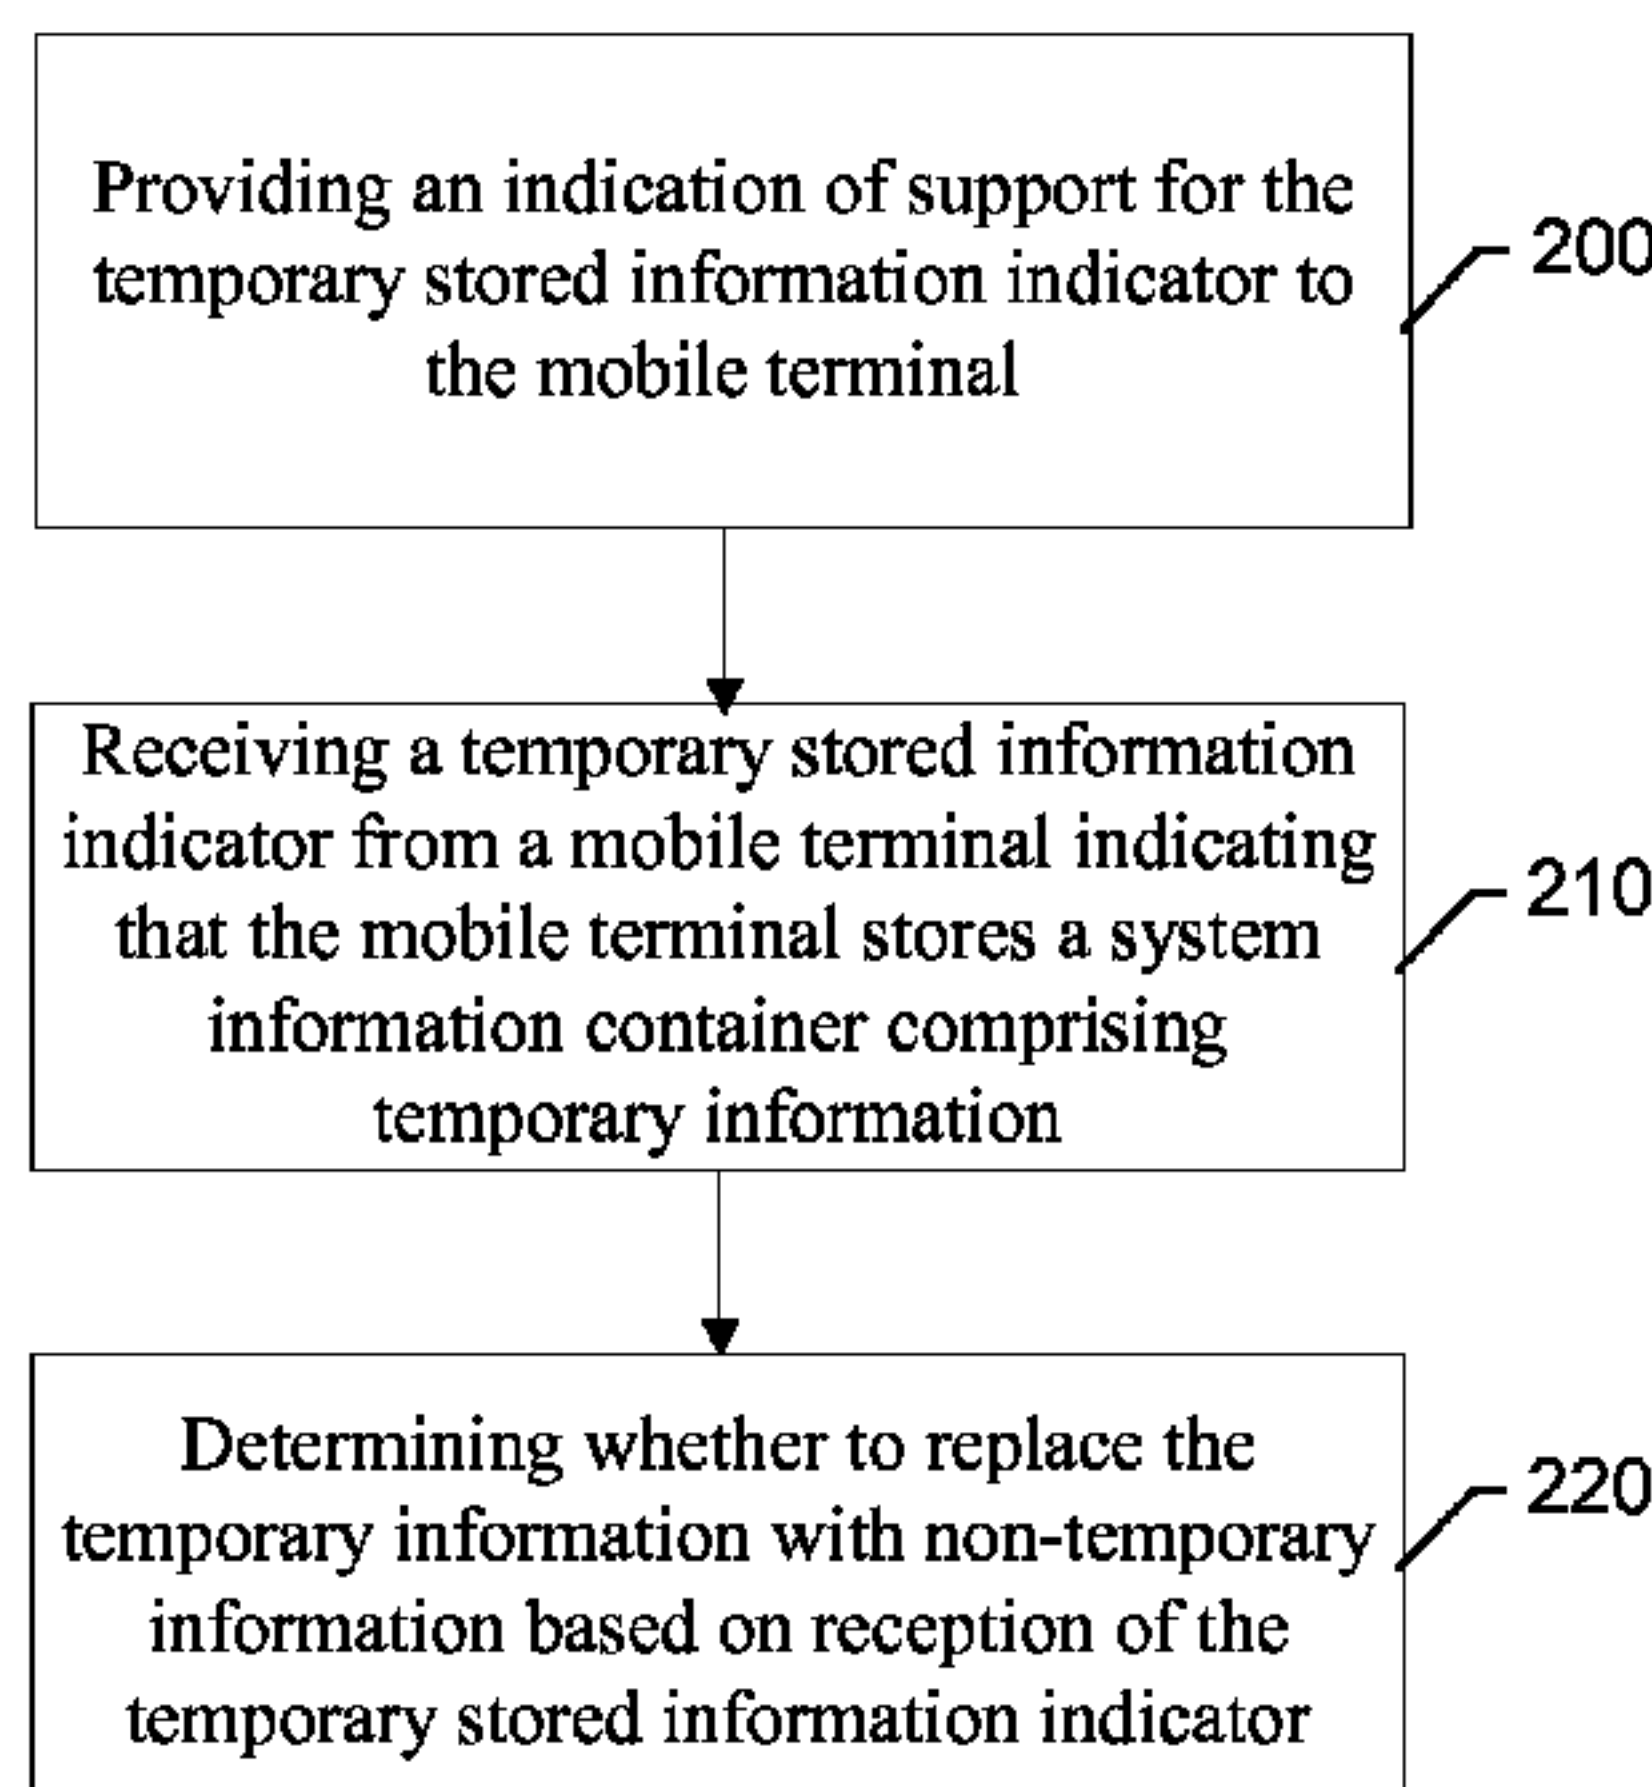 Providing an indication of support for the
temporary stored information indicator to
the mobile terminal
200
Receiving a temporary stored information
indicator from a mobile terminal indicating
that the mobile terminal stores a system
information container comprising
temporary information
210
Determining whether to replace the
temporary information with non-temporary
information based on reception of the
temporary stored information indicator
220